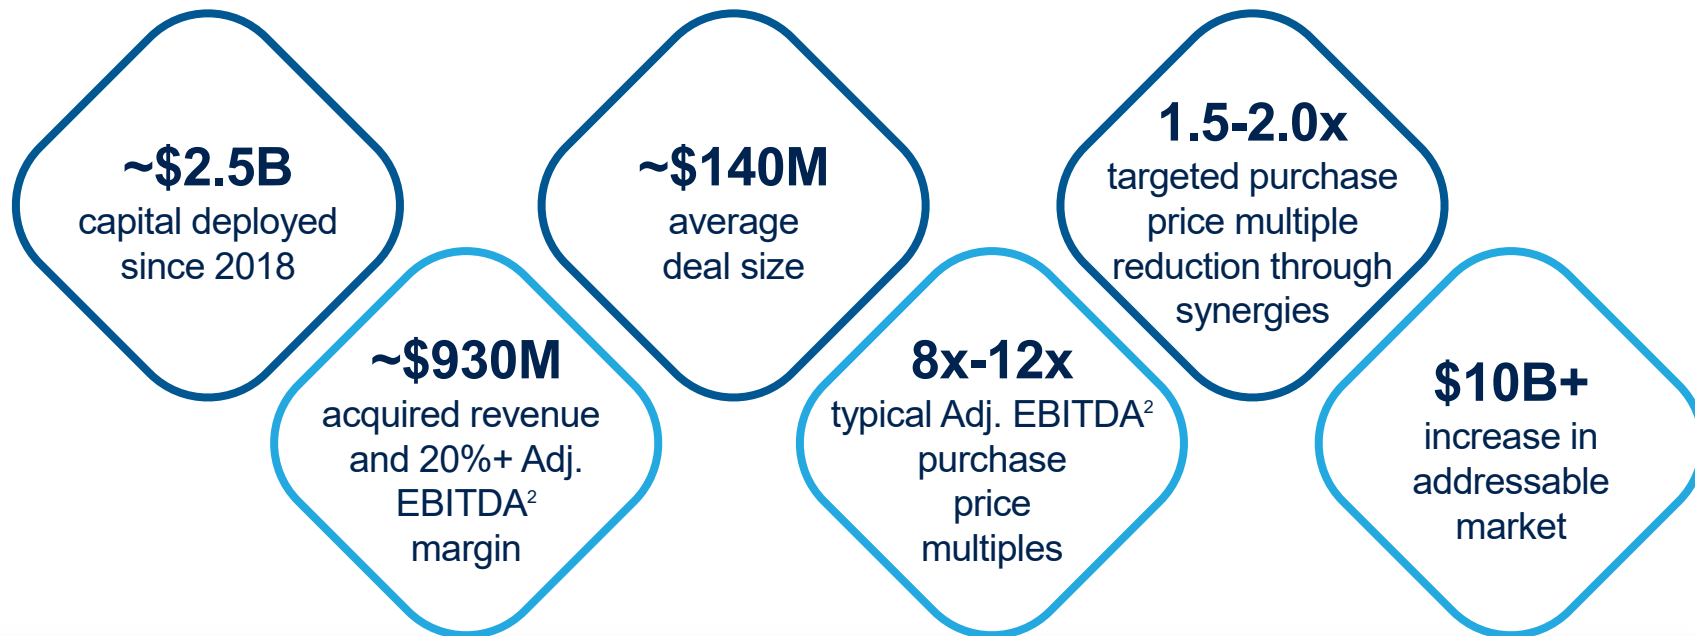 ~$2.5B
capital deployed
since 2018
~$930M
acquired revenue
and 20%+ Adj.
EBITDA²
margin
~$140M
average
deal size
8x-12x
typical Adj. EBITDA²
purchase
price
multiples
1.5-2.0x
targeted purchase
price multiple
reduction through
synergies
$10B+
increase in
addressable
market